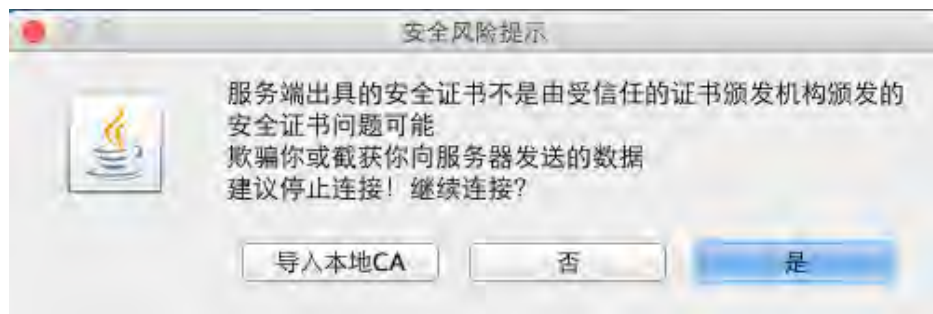 安全风险提示
服务端出具的安全证书不是由受信任的证书颁发机构颁发的
安全证书问题可能
欺骗你或截获你向服务器发送的数据
建议停止连接！继续连接？
导入本地CA
否
是